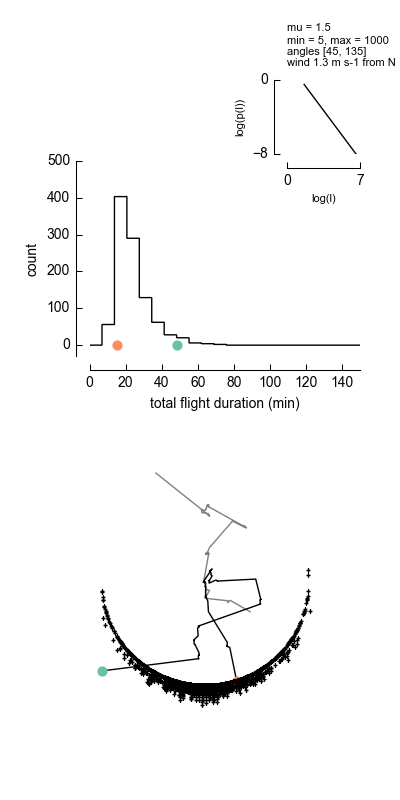 mu = 1.5
min = 5, max = 1000
angles [45, 135]
wind 1.3 m s-1 from N
0
log(p(l))
−8
0 7
log(l)
500
400
300
200
100
0
count
0 20 40 60 80 100 120 140
total flight duration (min)